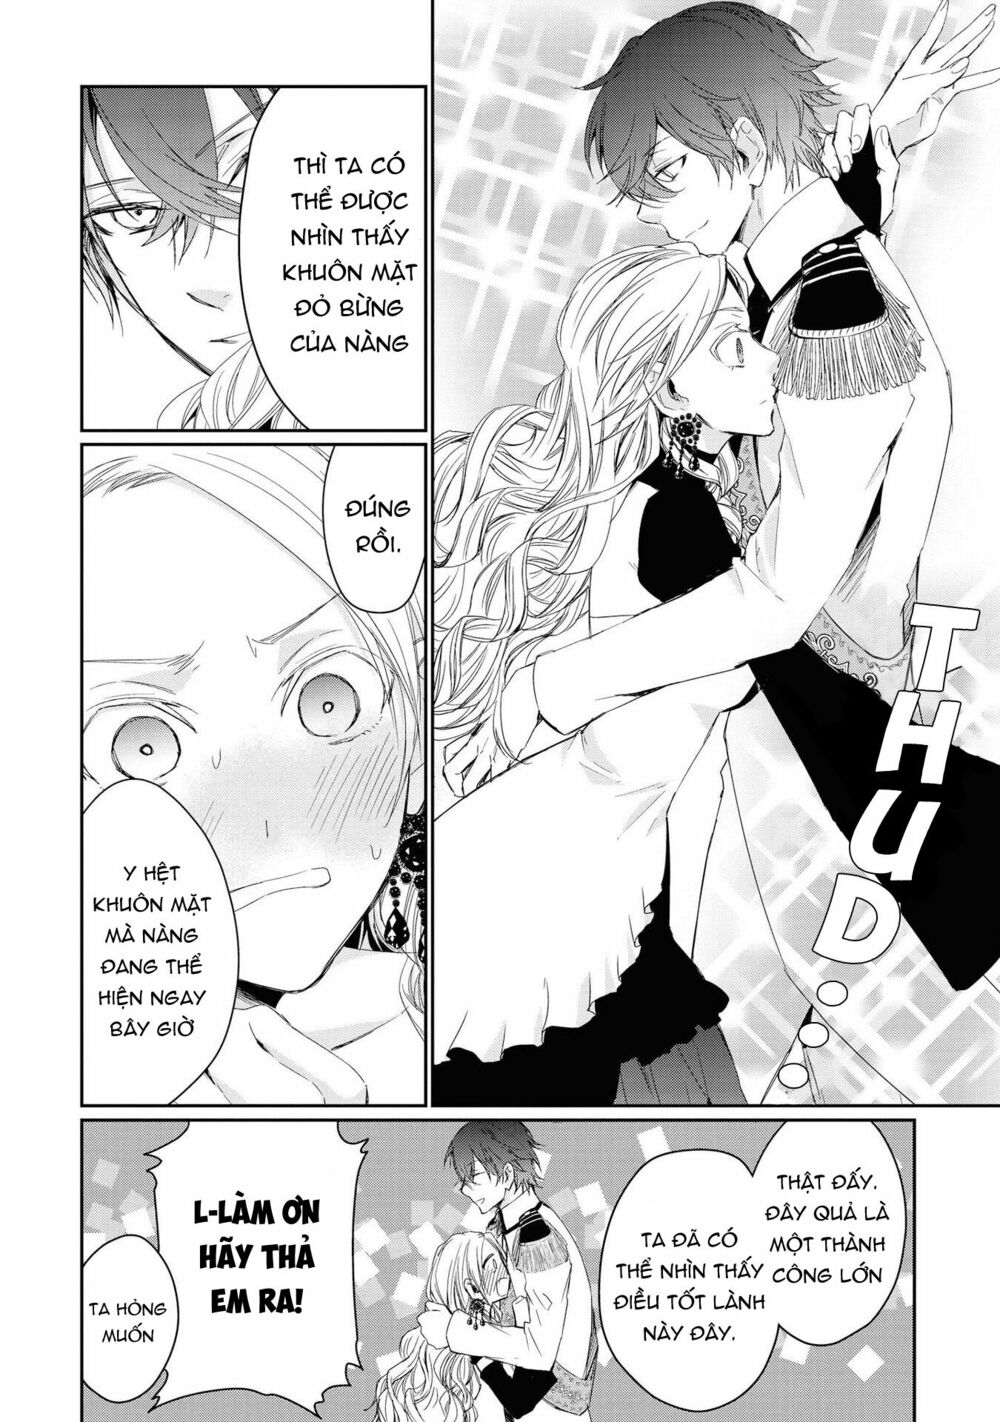 THÌ TA CÓ
THỂ ĐƯỢC
NHÌN THẤY
KHUÔN MẶT
ĐỎ BỪNG
CỦA NÀNG
THUD...
ĐÚNG
RỒI.
Y HỆT
KHUÔN MẶT
MÀ NÀNG
ĐANG THỂ
HIỆN NGAY
BÂY GIỜ
THẬT ĐẤY.
ĐÂY QUẢ LÀ
MỘT THÀNH
CÔNG LỚN
TA ĐÃ CÓ
THỂ NHÌN THẤY
ĐIỀU TỐT LÀNH
NÀY ĐÂY.
L-LÀM ƠN
HÃY THẢ
EM RA!
TA HỎNG
MUỐN